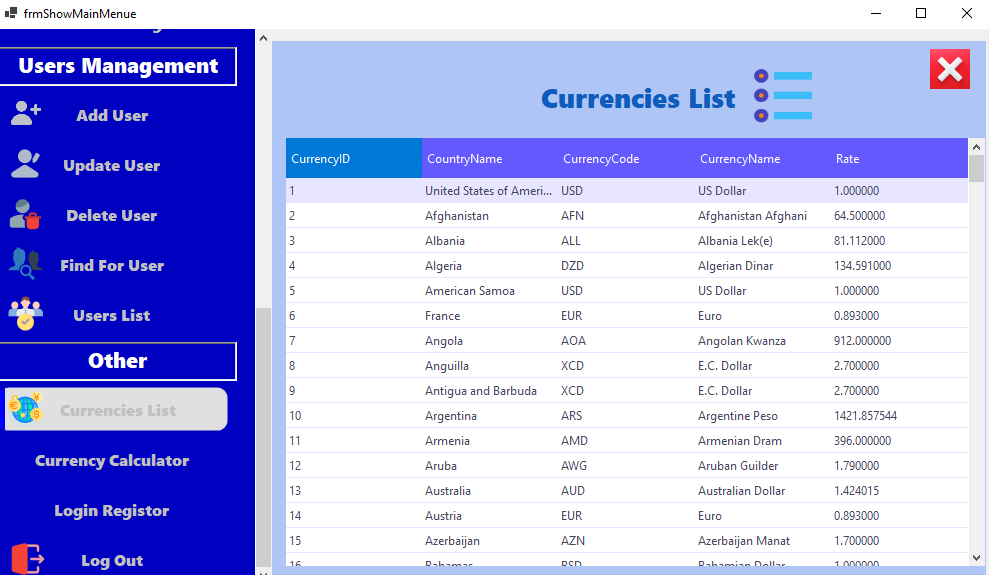 frmShowMainMenue
Users Management
Add User
Update User
Delete User
Find For User
Users List
Other
Currencies List
Currency Calculator
Login Registor
Log Out
Currencies List
CurrencyID CountryName CurrencyCode CurrencyName Rate
1 United States of Ameri... USD US Dollar 1.000000
2 Afghanistan AFN Afghanistan Afghani 64.500000
3 Albania ALL Albania Lek(e) 81.112000
4 Algeria DZD Algerian Dinar 134.591000
5 American Samoa USD US Dollar 1.000000
6 France EUR Euro 0.893000
7 Angola AOA Angolan Kwanza 912.000000
8 Anguilla XCD E.C. Dollar 2.700000
9 Antigua and Barbuda XCD E.C. Dollar 2.700000
10 Argentina ARS Argentine Peso 1421.857544
11 Armenia AMD Armenian Dram 396.000000
12 Aruba AWG Aruban Guilder 1.790000
13 Australia AUD Australian Dollar 1.424015
14 Austria EUR Euro 0.893000
15 Azerbaijan AZN Azerbaijan Manat 1.700000
16 Bahamas BSD Bahamian Dollar 1.000000